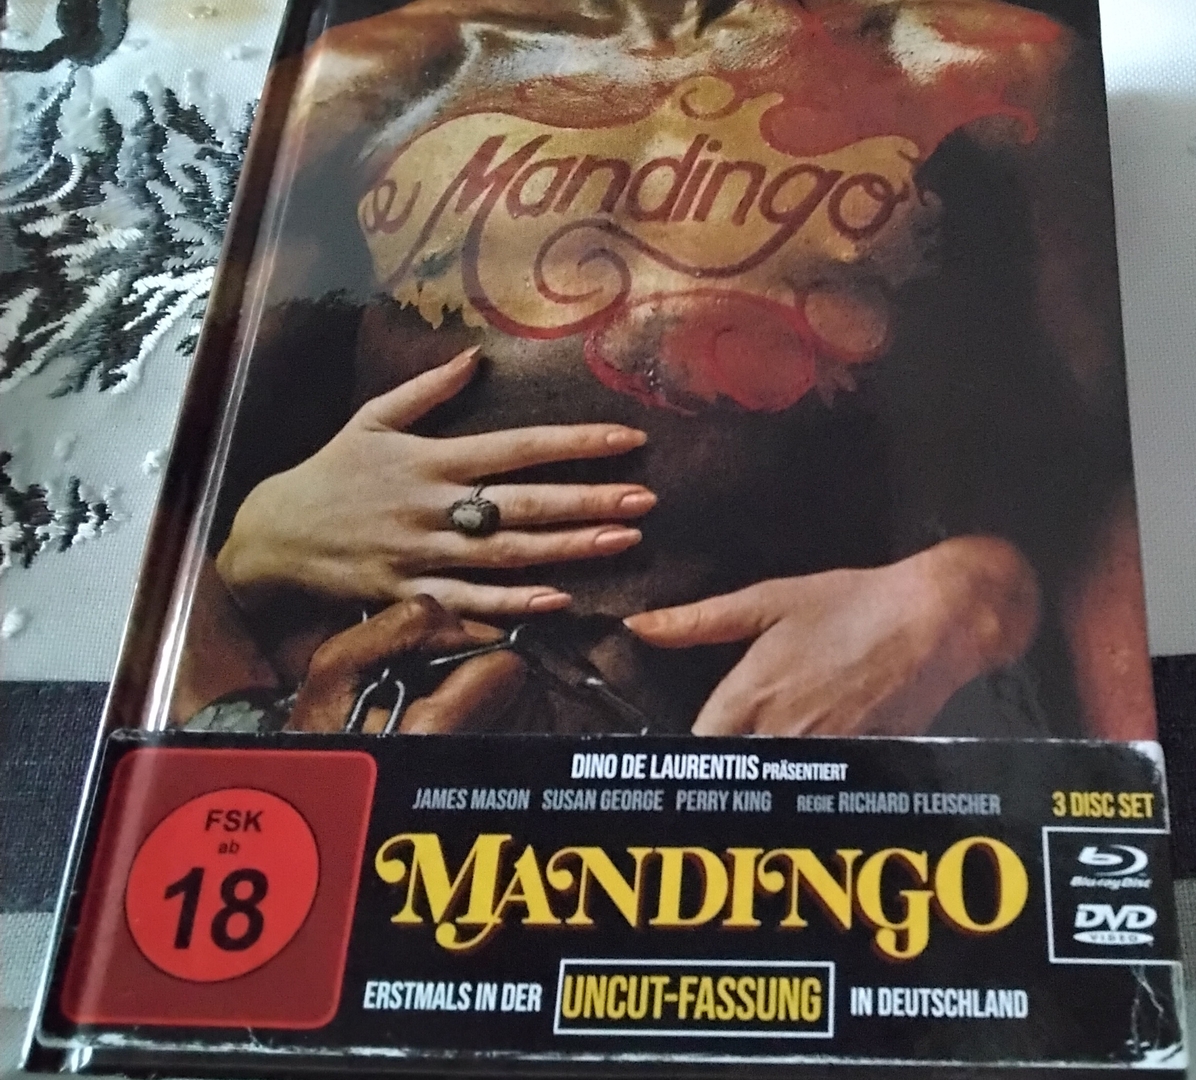 Mandingo
FSK
ab
18
DINO DE LAURENTIIS PRÄSENTIERT
JAMES MASON SUSAN GEORGE PERRY KING REGIE RICHARD FLEISCHER
3 DISC SET
MANDINGO
Blu-ray Disc
DVD
VIDEO
ERSTMALS IN DER UNCUT-FASSUNG IN DEUTSCHLAND